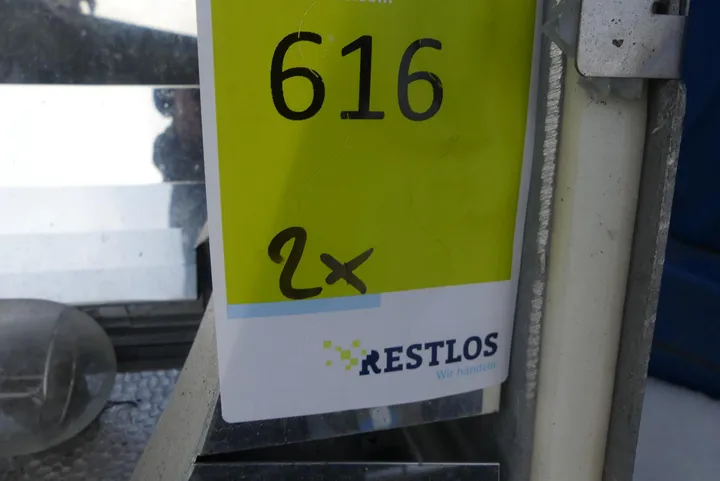 616
2x
RESTLOS
Wir handeln